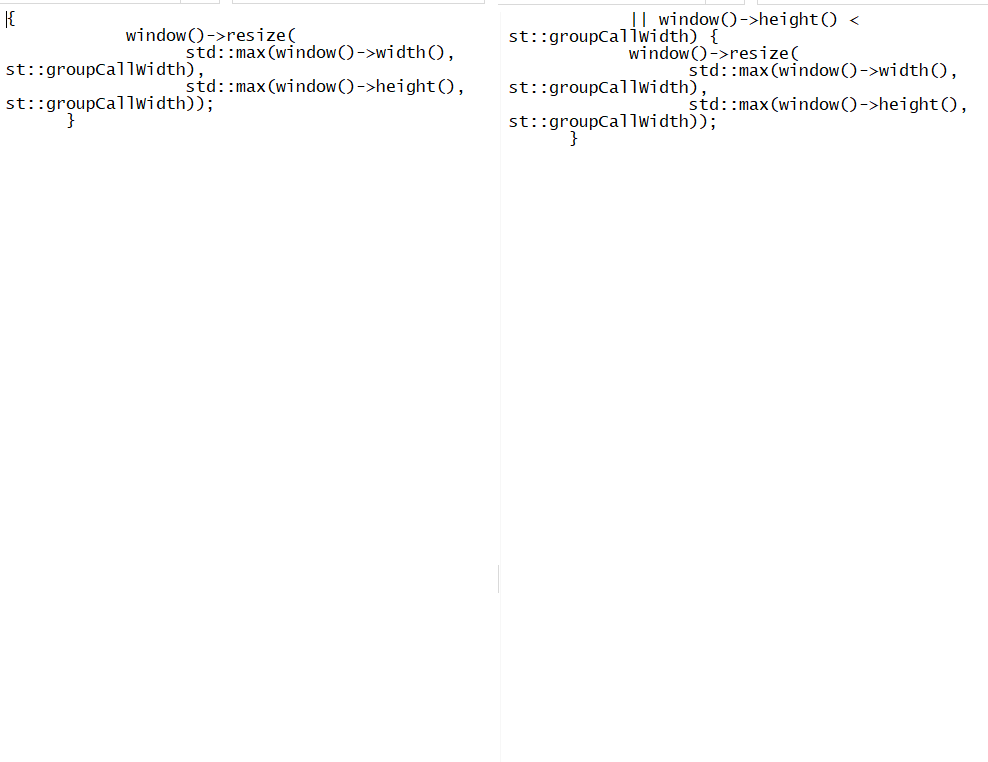 {
window()->resize(
std::max(window()->width(),
st::groupCallWidth),
std::max(window()->height(),
st::groupCallWidth));
}
|| window()->height() <
st::groupCallWidth) {
window()->resize(
std::max(window()->width(),
st::groupCallWidth),
std::max(window()->height(),
st::groupCallWidth));
}